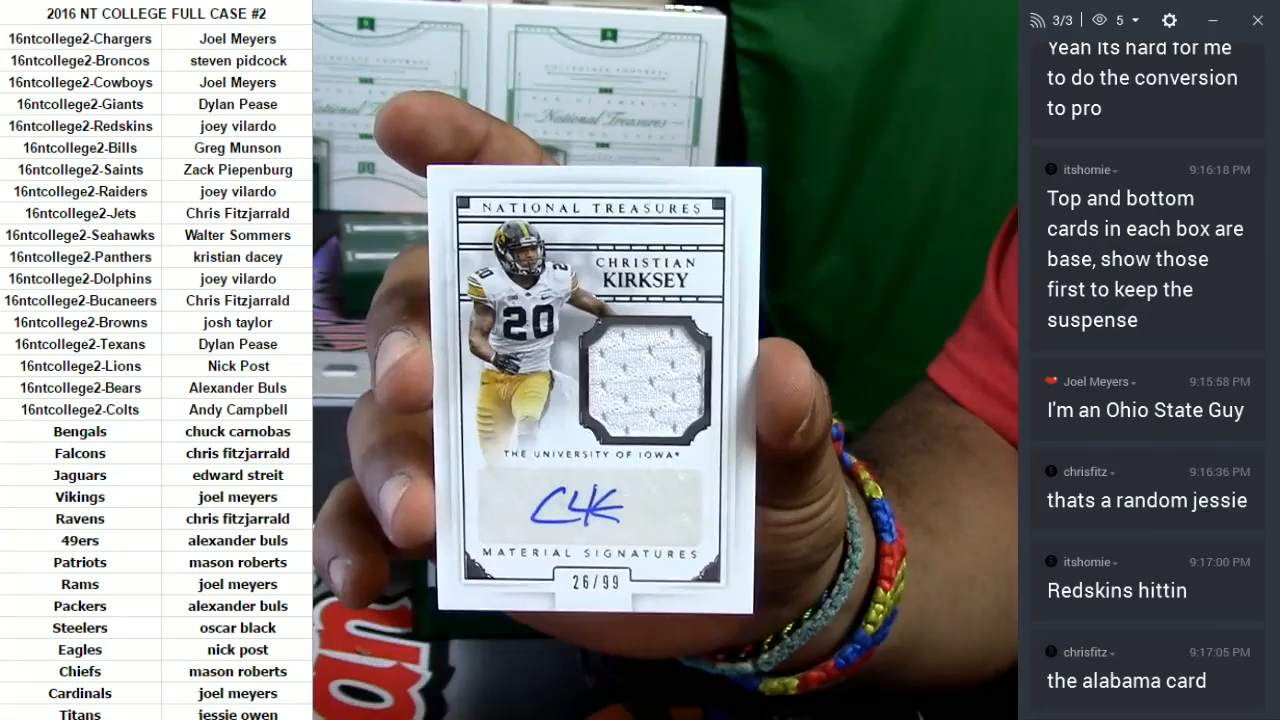 2016 NT COLLEGE FULL CASE #2
16ntcollege2-Chargers Joel Meyers
16ntcollege2-Broncos steven pidcock
16ntcollege2-Cowboys Joel Meyers
16ntcollege2-Giants Dylan Pease
16ntcollege2-Redskins joey vilardo
16ntcollege2-Bills Greg Munson
16ntcollege2-Saints Zack Piepenburg
16ntcollege2-Raiders joey vilardo
16ntcollege2-Jets Chris Fitzjarrald
16ntcollege2-Seahawks Walter Sommers
16ntcollege2-Panthers kristian dacey
16ntcollege2-Dolphins joey vilardo
16ntcollege2-Bucaneers Chris Fitzjarrald
16ntcollege2-Browns josh taylor
16ntcollege2-Texans Dylan Pease
16ntcollege2-Lions Nick Post
16ntcollege2-Bears Alexander Buls
16ntcollege2-Colts Andy Campbell
Bengals chuck carnobas
Falcons chris fitzjarrald
Jaguars edward streit
Vikings joel meyers
Ravens chris fitzjarrald
49ers alexander buls
Patriots mason roberts
Rams joel meyers
Packers alexander buls
Steelers oscar black
Eagles nick post
Chiefs mason roberts
Cardinals joel meyers
Titans jessie owen
National Treasures
NATIONAL TREASURES
CHRISTIAN
KIRKSEY
20
THE UNIVERSITY OF IOWA
MATERIAL SIGNATURES
26/99
3/3 5
Yeah its hard for me
to do the conversion
to pro
itshomie 9:16:18 PM
Top and bottom
cards in each box are
base, show those
first to keep the
suspense
Joel Meyers 9:15:58 PM
I'm an Ohio State Guy
chrisfitz 9:16:36 PM
thats a random jessie
itshomie 9:17:00 PM
Redskins hittin
chrisfitz 9:17:05 PM
the alabama card